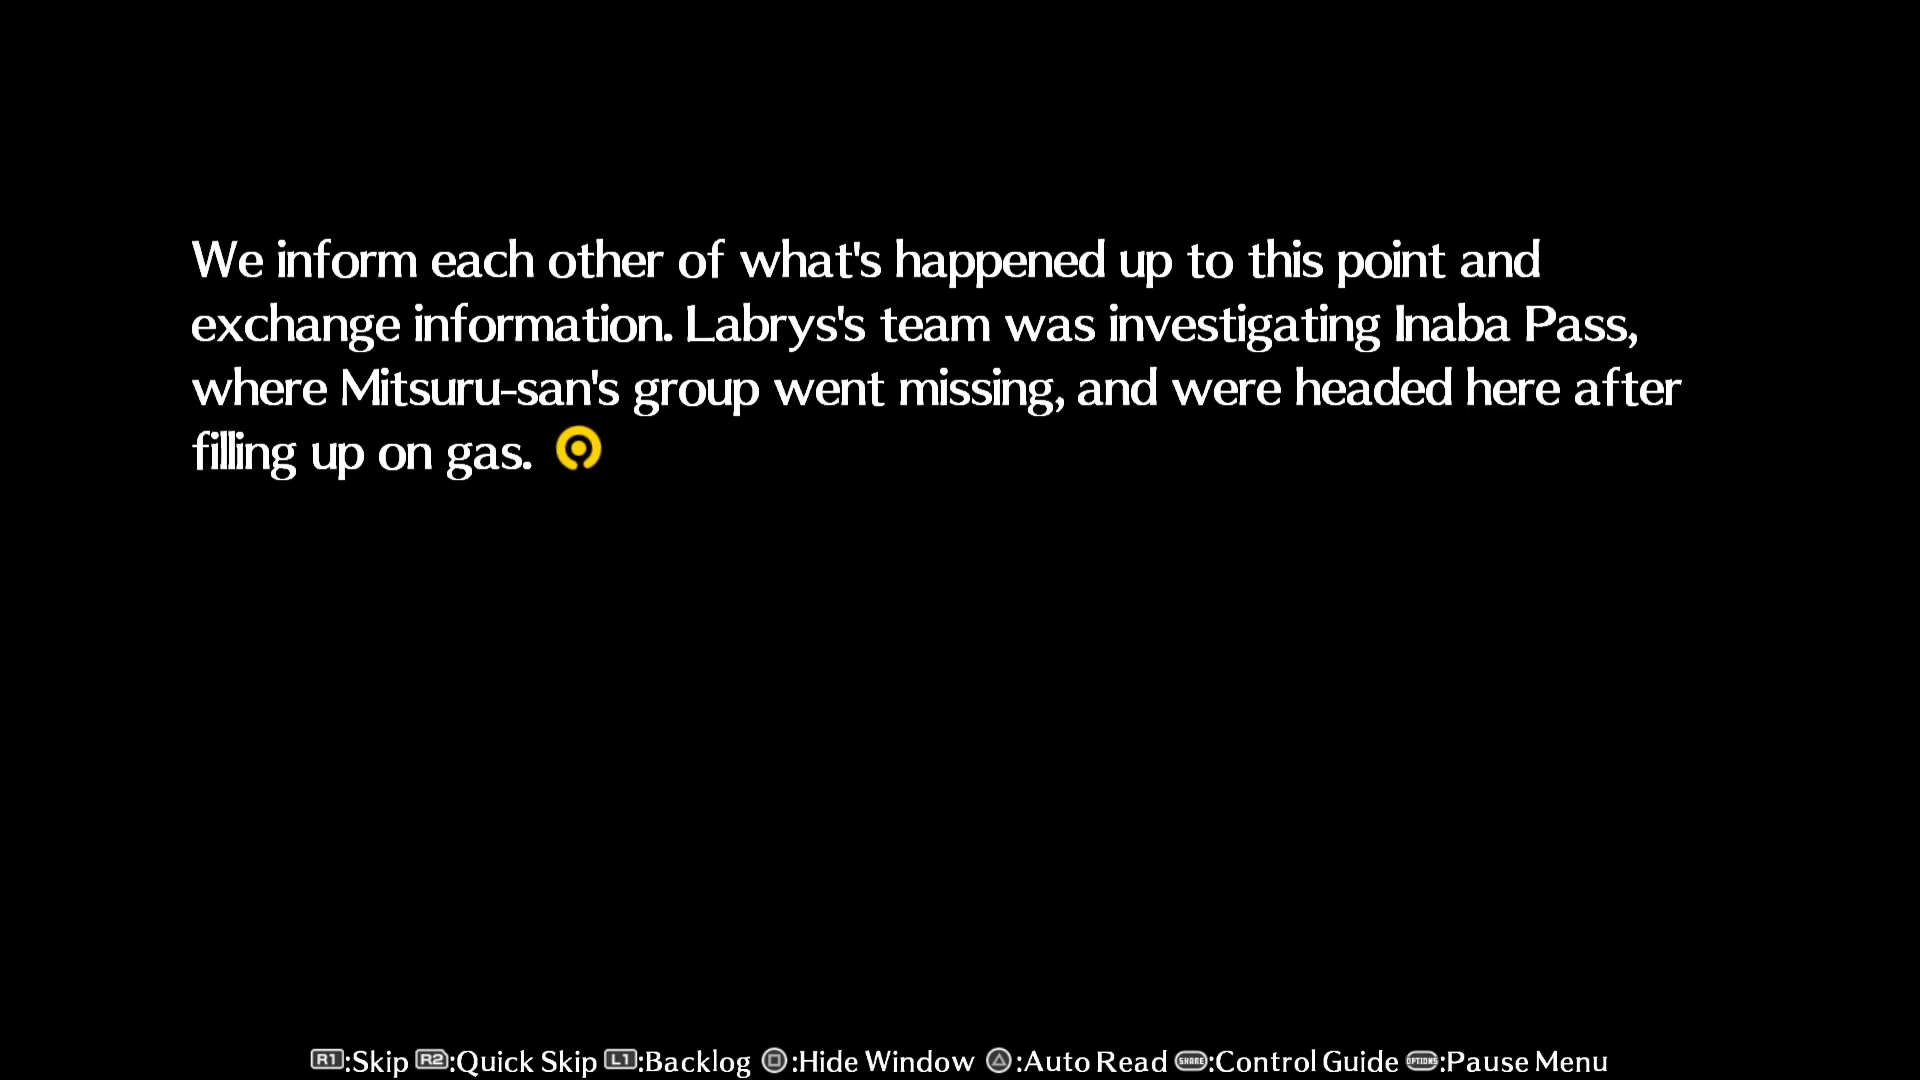 We inform each other of what's happened up to this point and
exchange information. Labrys's team was investigating Inaba Pass,
where Mitsuru-san's group went missing, and were headed here after
filling up on gas.
R1:Skip R2:Quick Skip L1:Backlog :Hide Window :Auto Read SHARE:Control Guide OPTIONS:Pause Menu